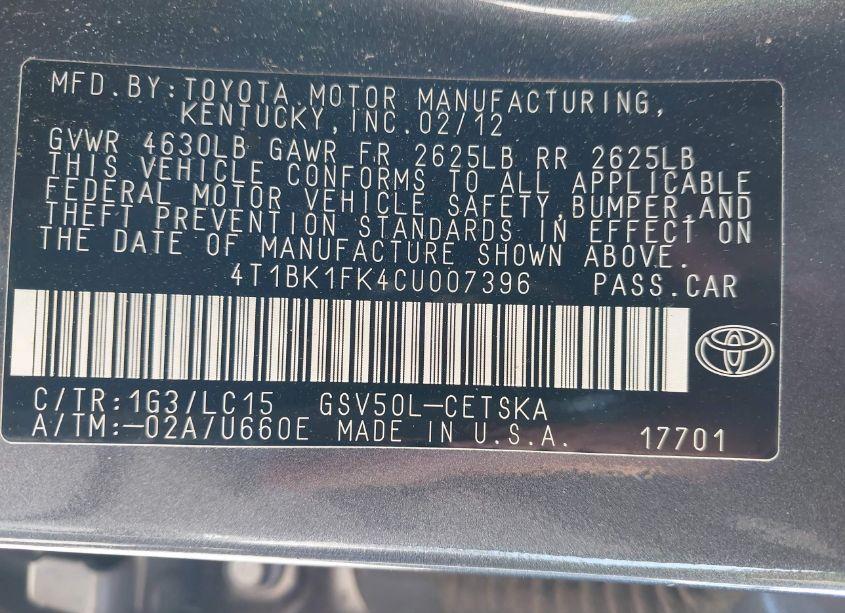 MFD.BY:TOYOTA MOTOR MANUFACTURING,
KENTUCKY,INC.02/12
GVWR 4630LB GAWR FR 2625LB RR 2625LB
THIS VEHICLE CONFORMS TO ALL APPLICABLE
FEDERAL MOTOR VEHICLE SAFETY,BUMPER,AND
THEFT PREVENTION STANDARDS IN EFFECT ON
THE DATE OF MANUFACTURE SHOWN ABOVE.
4T1BK1FK4CU007396 PASS.CAR
C/TR:1G3/LC15 GSV50L-CETSKA
A/TM:-02A/U660E MADE IN U.S.A. 17701